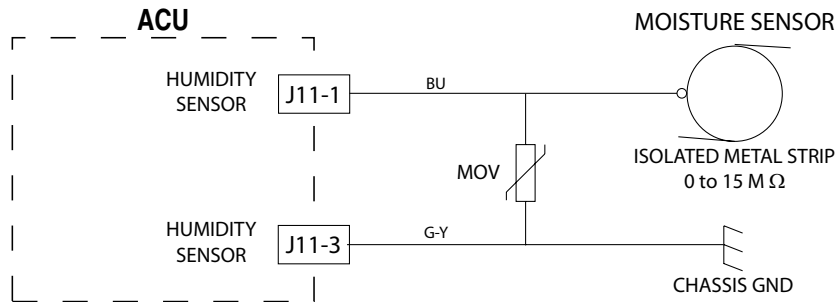 ACU
MOISTURE SENSOR
HUMIDITY
SENSOR
J11-1
BU
MOV
ISOLATED METAL STRIP
0 to 15 M Ω
HUMIDITY
SENSOR
J11-3
G-Y
CHASSIS GND